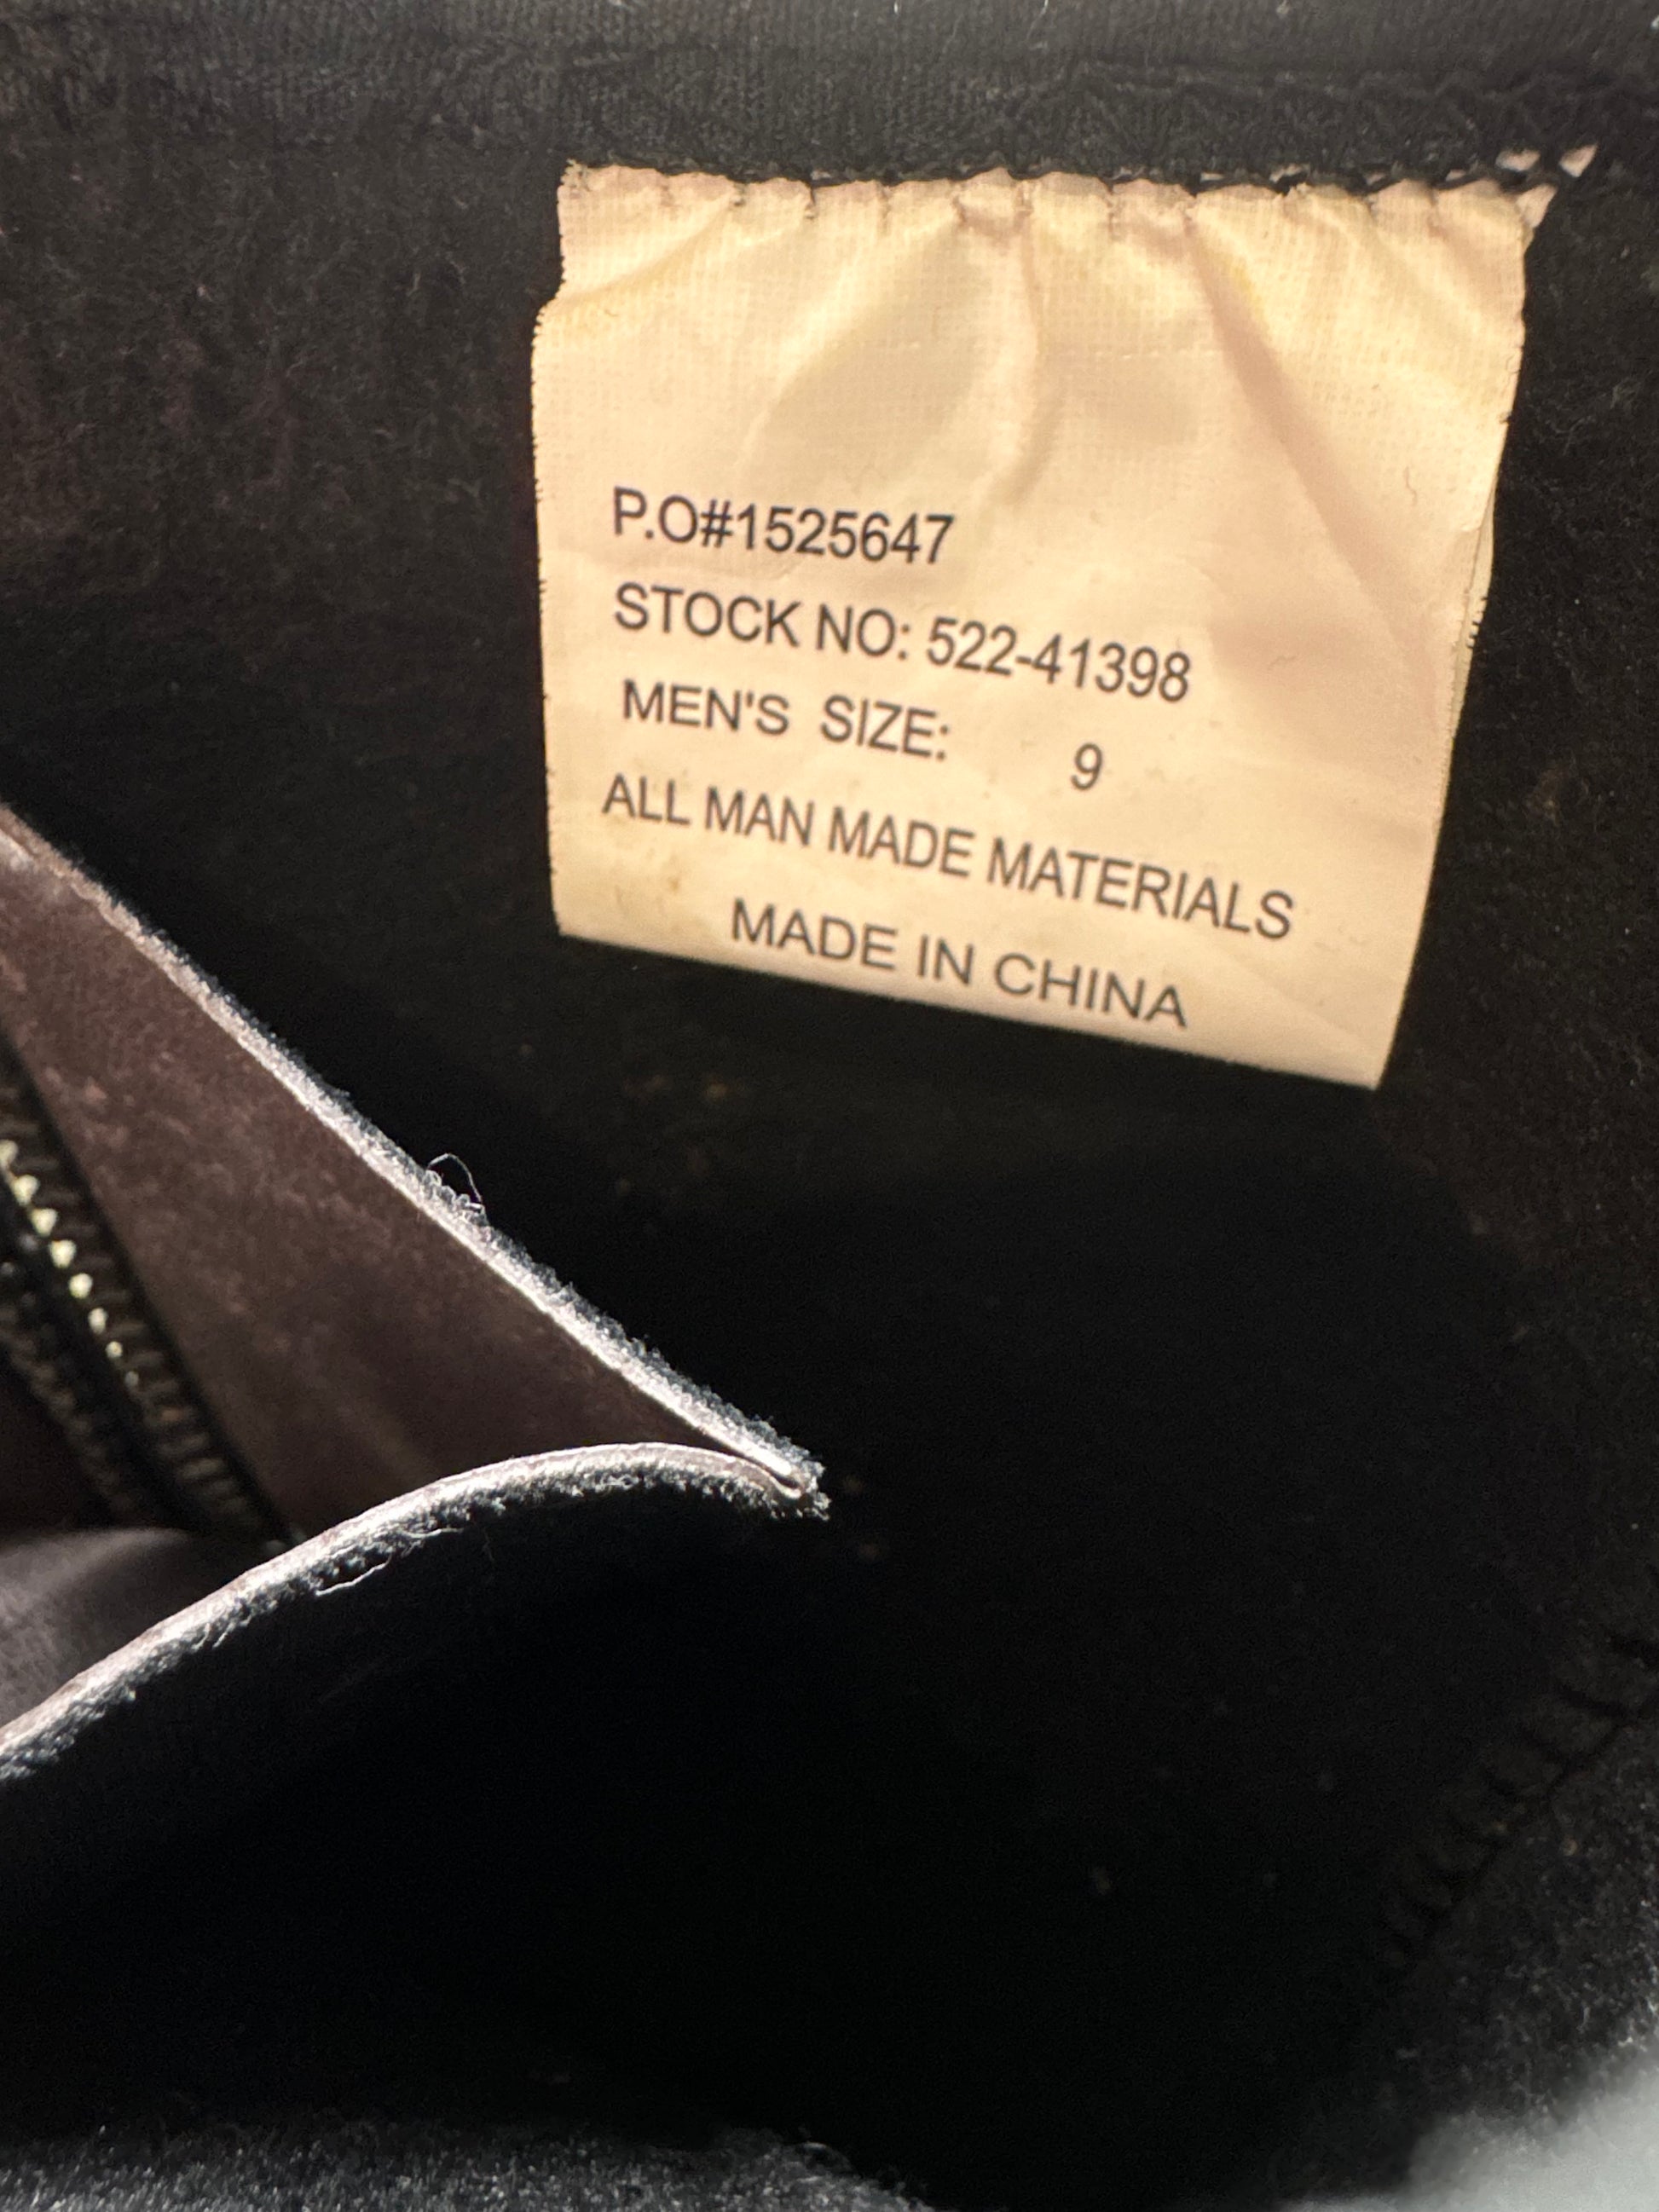 P.O#1525647
STOCK NO: 522-41398
MEN'S SIZE: 9
ALL MAN MADE MATERIALS
MADE IN CHINA